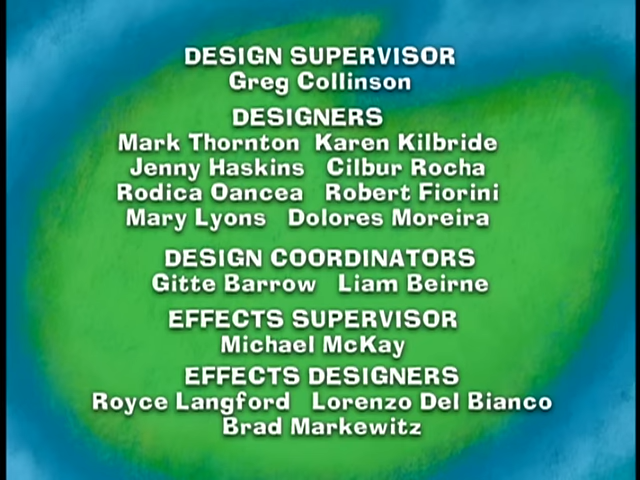 DESIGN SUPERVISOR
Greg Collinson
DESIGNERS
Mark Thornton Karen Kilbride
Jenny Haskins Cilbur Rocha
Rodica Oancea Robert Fiorini
Mary Lyons Dolores Moreira
DESIGN COORDINATORS
Gitte Barrow Liam Beirne
EFFECTS SUPERVISOR
Michael McKay
EFFECTS DESIGNERS
Royce Langford Lorenzo Del Bianco
Brad Markewitz